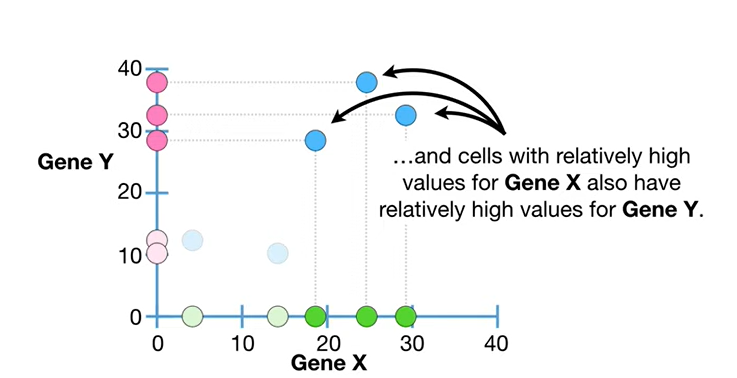 40
30
Gene Y
…and cells with relatively high
values for Gene X also have
relatively high values for Gene Y.
20
10
0
0 10 20 30 40
Gene X